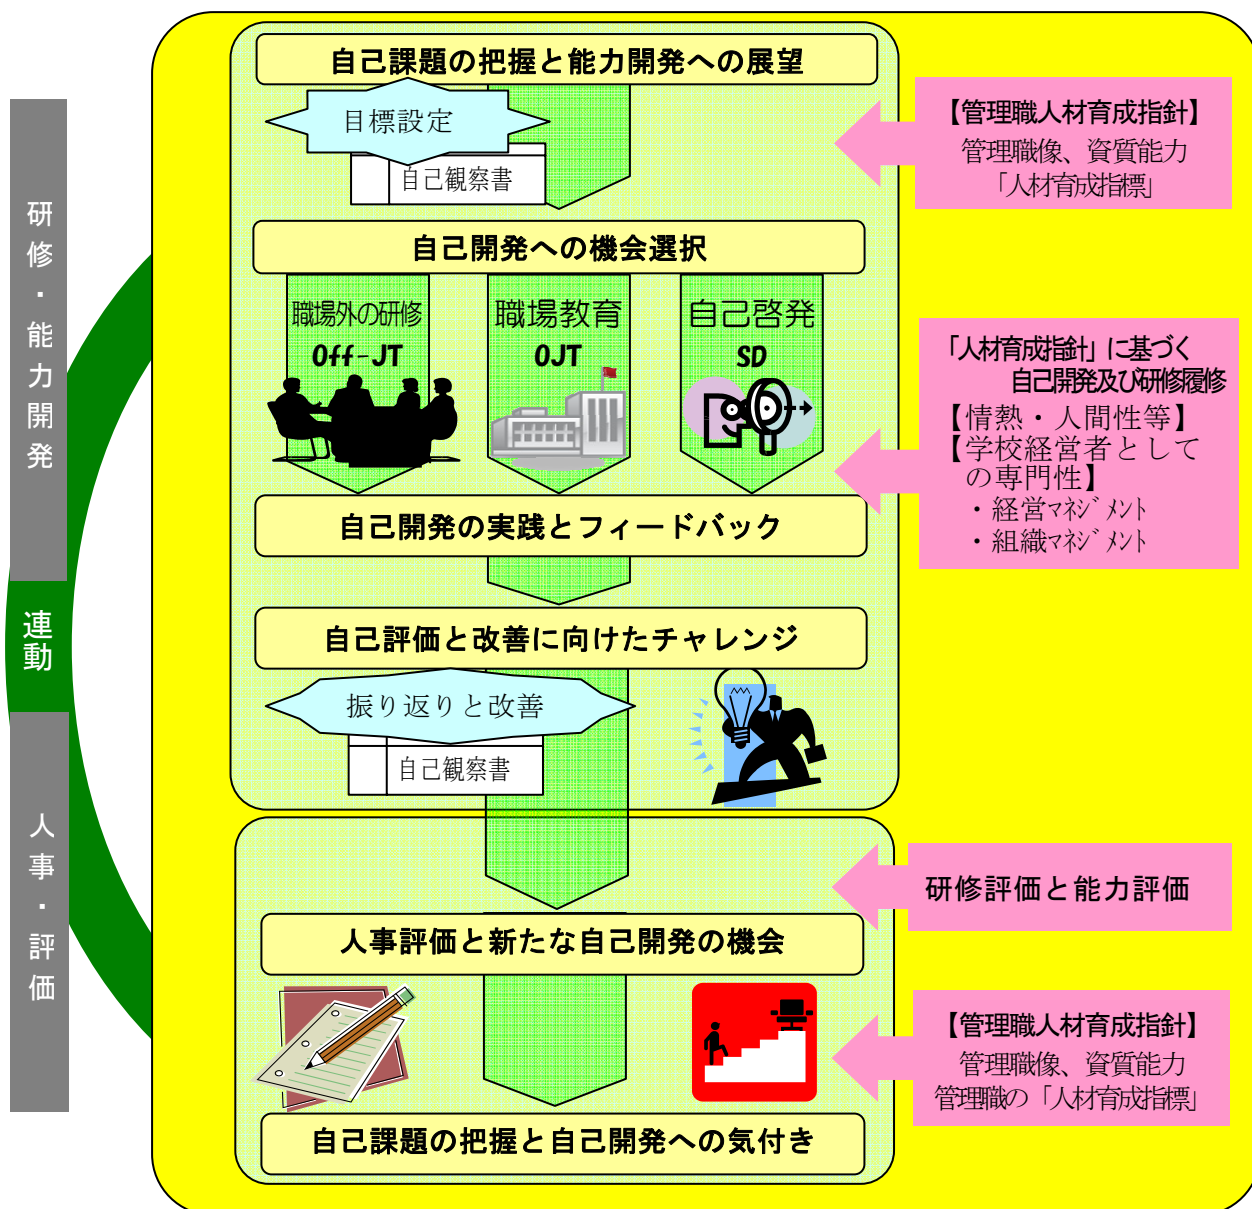 研修・能力開発
連動
人事・評価
自己課題の把握と能力開発への展望
目標設定
自己観察書
【管理職人材育成指針】
管理職像、資質能力
「人材育成指標」
自己開発への機会選択
職場外の研修
Off-JT
職場教育
OJT
自己啓発
SD
「人材育成指針」に基づく
自己開発及び研修履修
【情熱・人間性等】
【学校経営者として
の専門性】
・経営マネジメント
・組織マネジメント
自己開発の実践とフィードバック
自己評価と改善に向けたチャレンジ
振り返りと改善
自己観察書
研修評価と能力評価
人事評価と新たな自己開発の機会
【管理職人材育成指針】
管理職像、資質能力
管理職の「人材育成指標」
自己課題の把握と自己開発への気付き